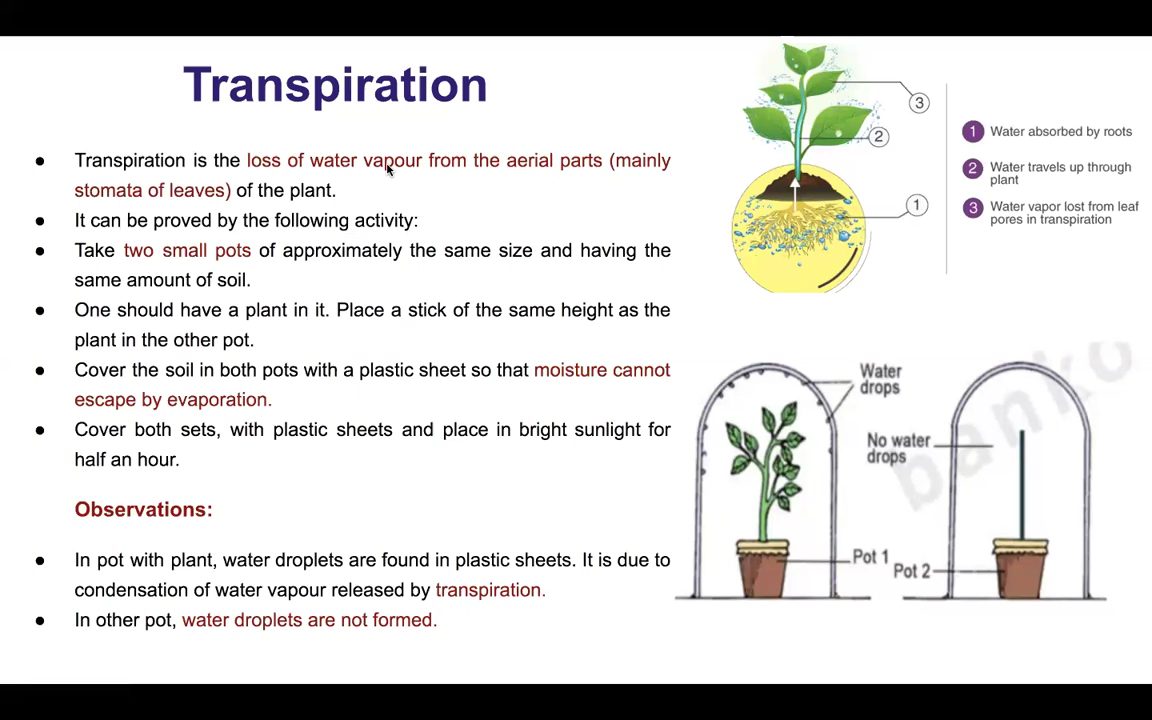 Transpiration
● Transpiration is the loss of water vapour from the aerial parts (mainly
stomata of leaves) of the plant.
● It can be proved by the following activity:
● Take two small pots of approximately the same size and having the
same amount of soil.
● One should have a plant in it. Place a stick of the same height as the
plant in the other pot.
● Cover the soil in both pots with a plastic sheet so that moisture cannot
escape by evaporation.
● Cover both sets, with plastic sheets and place in bright sunlight for
half an hour.
Observations:
● In pot with plant, water droplets are found in plastic sheets. It is due to
condensation of water vapour released by transpiration.
● In other pot, water droplets are not formed.
3
2
1
1 Water absorbed by roots
2 Water travels up through
plant
3 Water vapor lost from leaf
pores in transpiration
Water
drops
No water
drops
Pot 1
Pot 2
banko